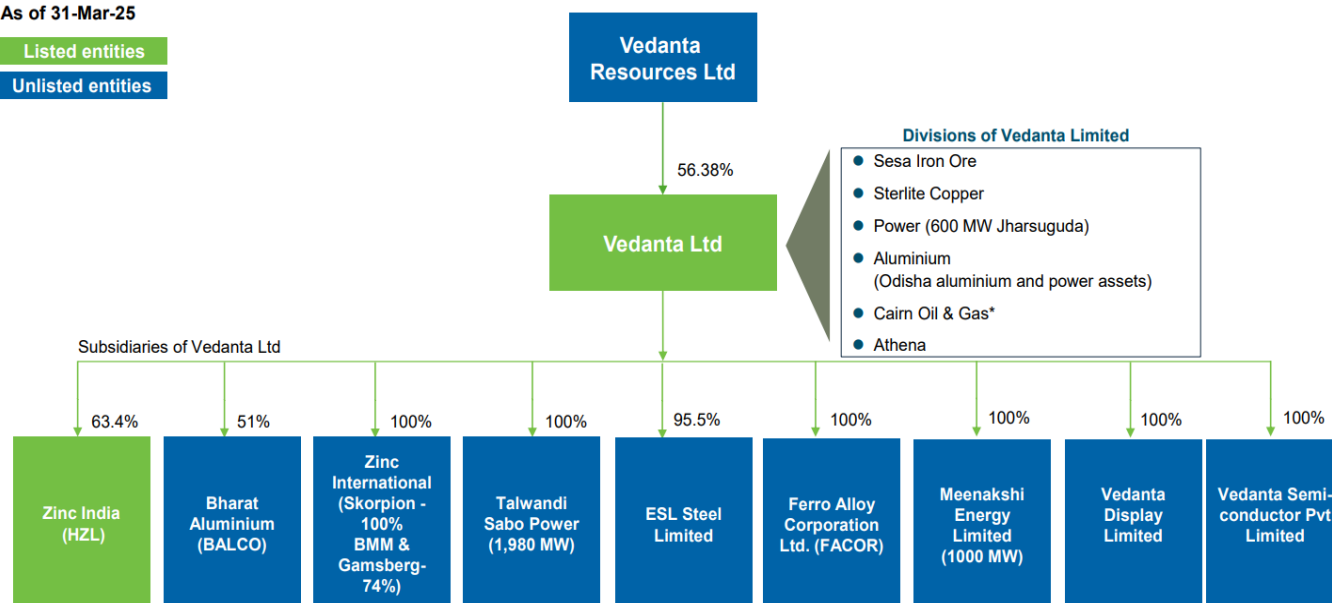 As of 31-Mar-25
Listed entities
Unlisted entities
Vedanta
Resources Ltd
56.38%
Vedanta Ltd
Divisions of Vedanta Limited
Sesa Iron Ore
Sterlite Copper
Power (600 MW Jharsuguda)
Aluminium
(Odisha aluminium and power assets)
Cairn Oil & Gas*
Athena
Subsidiaries of Vedanta Ltd
63.4%
Zinc India
(HZL)
51%
Bharat
Aluminium
(BALCO)
100%
Zinc
International
(Skorpion -
100%
BMM &
Gamsberg-
74%)
100%
Talwandi
Sabo Power
(1,980 MW)
95.5%
ESL Steel
Limited
100%
Ferro Alloy
Corporation
Ltd. (FACOR)
100%
Meenakshi
Energy
Limited
(1000 MW)
100%
Vedanta
Display
Limited
100%
Vedanta Semi-
conductor Pvt
Limited